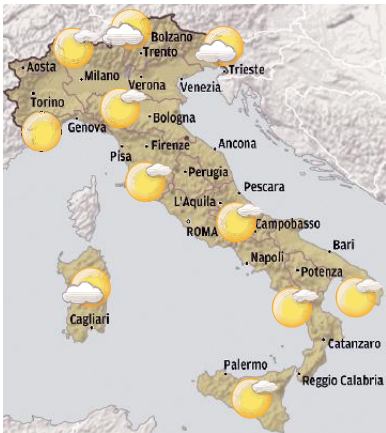 Bolzano
Trento
Aosta
Milano
Verona
Venezia
Trieste
Torino
Genova
Bologna
Pisa
Firenze
Ancona
Perugia
Pescara
L'Aquila
ROMA
Campobasso
Napoli
Bari
Potenza
Cagliari
Catanzaro
Palermo
Reggio Calabria